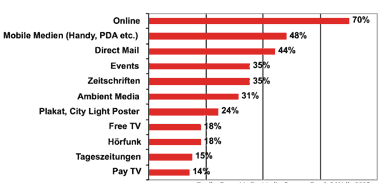 Online 70%
Mobile Medien (Handy, PDA etc.) 48%
Direct Mail 44%
Events 35%
Zeitschriften 35%
Ambient Media 31%
Plakat, City Light Poster 24%
Free TV 18%
Hörfunk 18%
Tageszeitungen 15%
Pay TV 14%